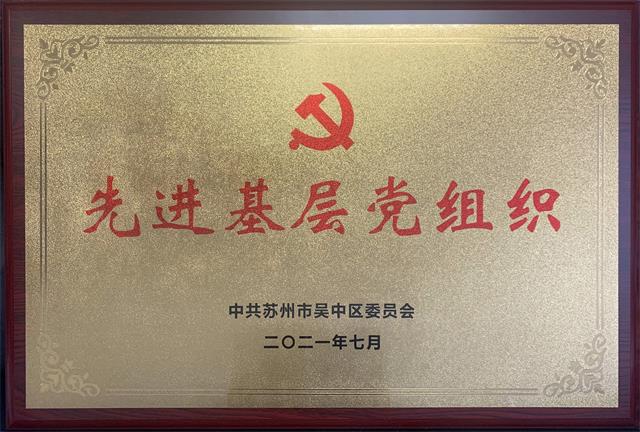 先进基层党组织
中共苏州市吴中区委员会
二〇二一年七月